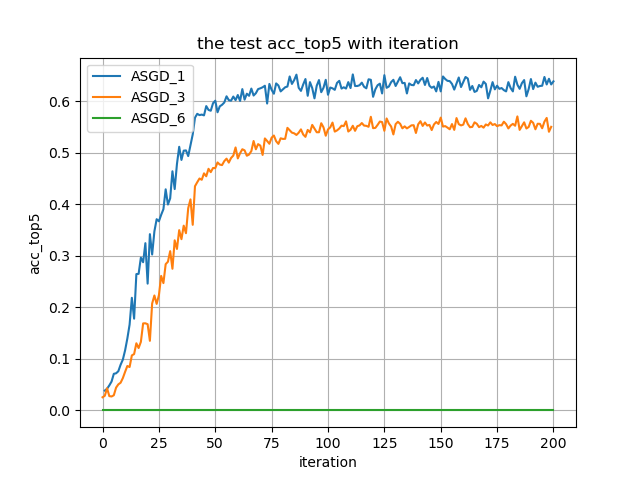 the test acc_top5 with iteration
ASGD_1
ASGD_3
ASGD_6
acc_top5
0.6
0.5
0.4
0.3
0.2
0.1
0.0
0 25 50 75 100 125 150 175 200
iteration